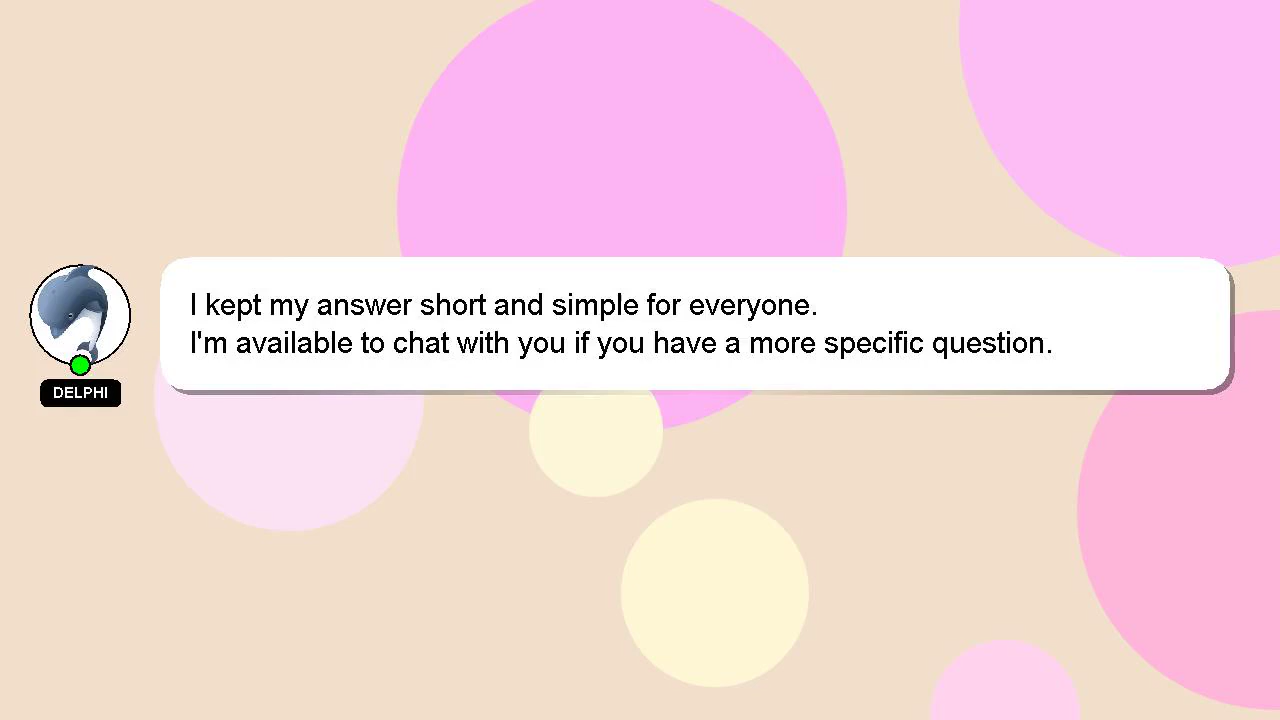 I kept my answer short and simple for everyone.
I'm available to chat with you if you have a more specific question.
DELPHI